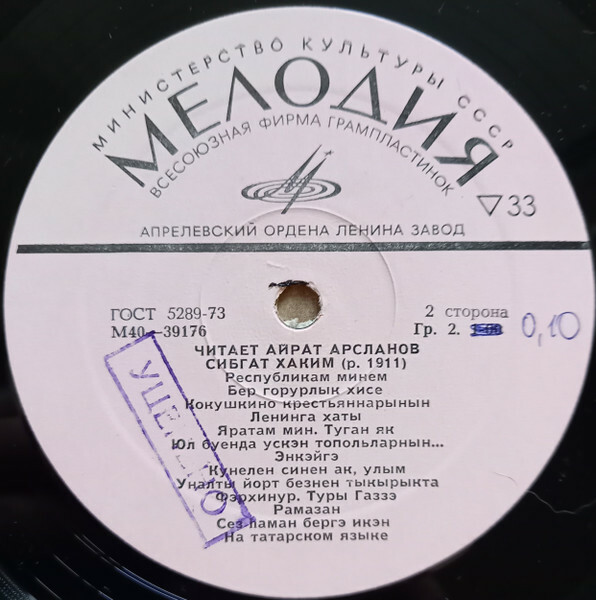 МИНИСТЕРСТВО КУЛЬТУРЫ СССР
МЕЛОДИЯ
ВСЕСОЮЗНАЯ ФИРМА ГРАМПЛАСТИНОК
▽33
АПРЕЛЕВСКИЙ ОРДЕНА ЛЕНИНА ЗАВОД
ГОСТ 5289-73
М40—39176
2 сторона
Гр. 2. 0,10
ЧИТАЕТ АЙРАТ АРСЛАНОВ
СИБГАТ ХАКИМ (р. 1911)
Республикам минем
Бер горурлык хисе
Кокушкино крестьяннарынын
Ленинга хаты
Яратам мин. Туган як
Юл буенда ускэн топольларнын...
Энкэйгэ
Кунелен синен ак, улым
Уналты йорт безнен тыкырыкта
Фэрхинур. Туры Газзэ
Рамазан
Сез һаман бергэ икэн
На татарском языке
УЦЕНЕНО